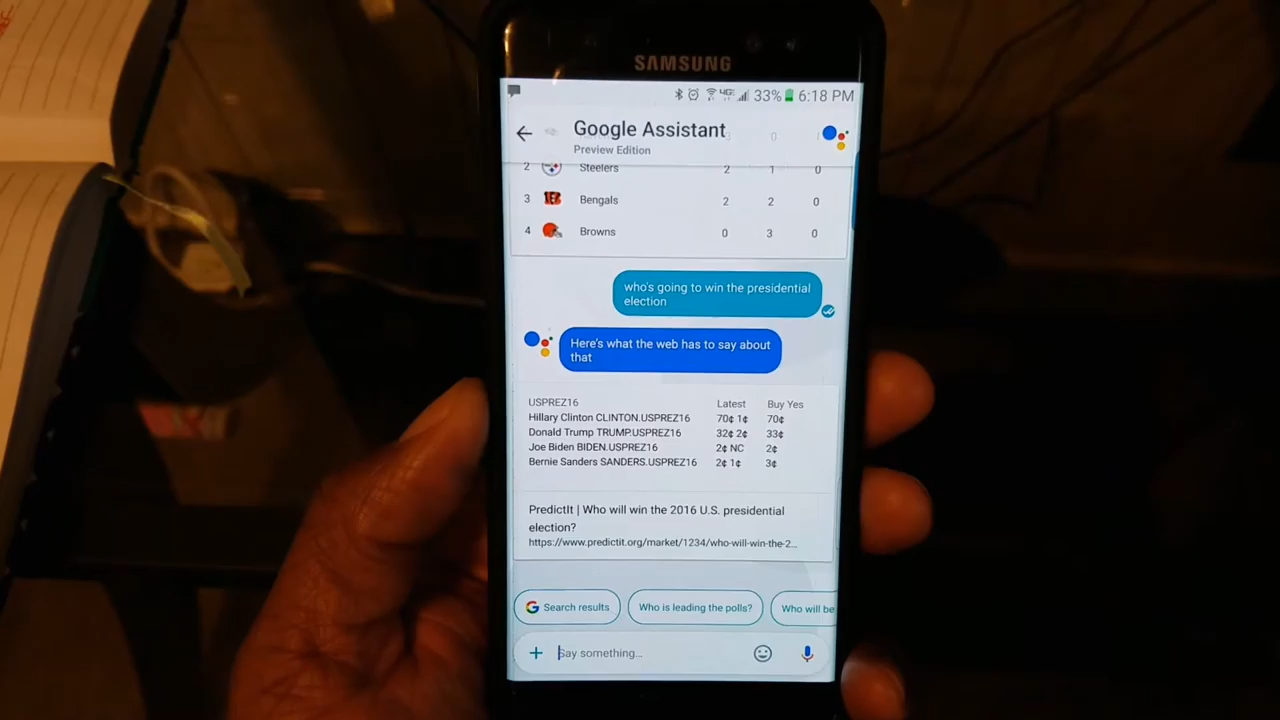 SAMSUNG
4G 33% 6:18 PM
Google Assistant
Preview Edition
2 Steelers 2 1 0
3 Bengals 2 2 0
4 Browns 0 3 0
who's going to win the presidential
election
Here's what the web has to say about
that
USPREZ16 Latest Buy Yes
Hillary Clinton CLINTON.USPREZ16 70¢ 1¢ 70¢
Donald Trump TRUMP.USPREZ16 32¢ 2¢ 33¢
Joe Biden BIDEN.USPREZ16 2¢ NC 2¢
Bernie Sanders SANDERS.USPREZ16 2¢ 1¢ 3¢
PredictIt | Who will win the 2016 U.S. presidential
election?
https://www.predictit.org/market/1234/who-will-win-the-2...
Search results Who is leading the polls? Who will be
Say something...